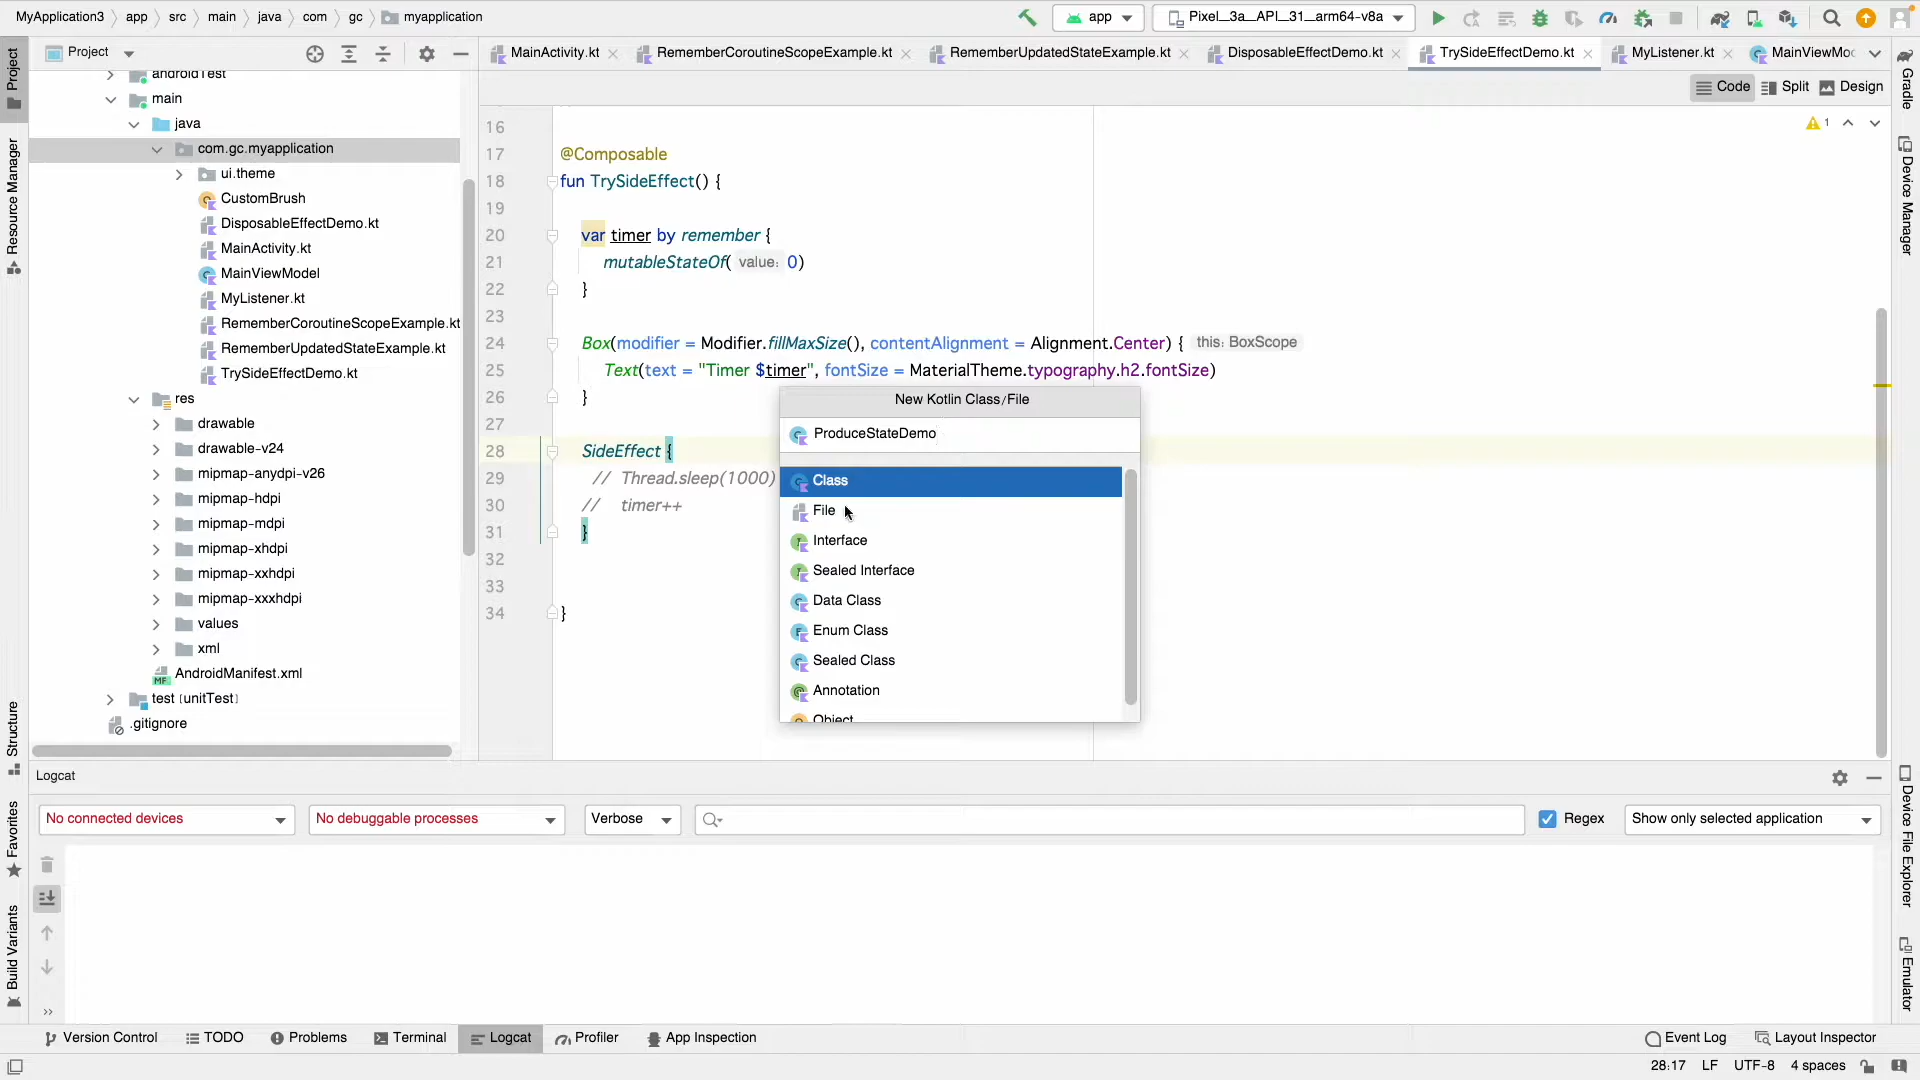 MyApplication3 app src main java com gc myapplication
app Pixel_3a_API_31_arm64-v8a
Project
MainActivity.kt RememberCoroutineScopeExample.kt RememberUpdatedStateExample.kt DisposableEffectDemo.kt TrySideEffectDemo.kt MyListener.kt MainViewMo
Code Split Design
androidTest
main
java
com.gc.myapplication
ui.theme
CustomBrush
DisposableEffectDemo.kt
MainActivity.kt
MainViewModel
MyListener.kt
RememberCoroutineScopeExample.kt
RememberUpdatedStateExample.kt
TrySideEffectDemo.kt
res
drawable
drawable-v24
mipmap-anydpi-v26
mipmap-hdpi
mipmap-mdpi
mipmap-xhdpi
mipmap-xxhdpi
mipmap-xxxhdpi
values
xml
MF AndroidManifest.xml
test [unitTest]
.gitignore
1
16
17 @Composable
18 fun TrySideEffect() {
19
20 var timer by remember {
21 mutableStateOf( value: 0)
22 }
23
24 Box(modifier = Modifier.fillMaxSize(), contentAlignment = Alignment.Center) { this: BoxScope
25 Text(text = "Timer $timer", fontSize = MaterialTheme.typography.h2.fontSize)
26 }
27
28 SideEffect {
29 // Thread.sleep(1000)
30 // timer++
31 }
32
33
34 }
New Kotlin Class/File
ProduceStateDemo
Class
File
Interface
Sealed Interface
Data Class
Enum Class
Sealed Class
Annotation
Object
Project
Resource Manager
Structure
Favorites
Build Variants
Gradle
Device Manager
Device File Explorer
Emulator
Logcat
No connected devices No debuggable processes Verbose Regex Show only selected application
Version Control TODO Problems Terminal Logcat Profiler App Inspection Event Log Layout Inspector
28:17 LF UTF-8 4 spaces